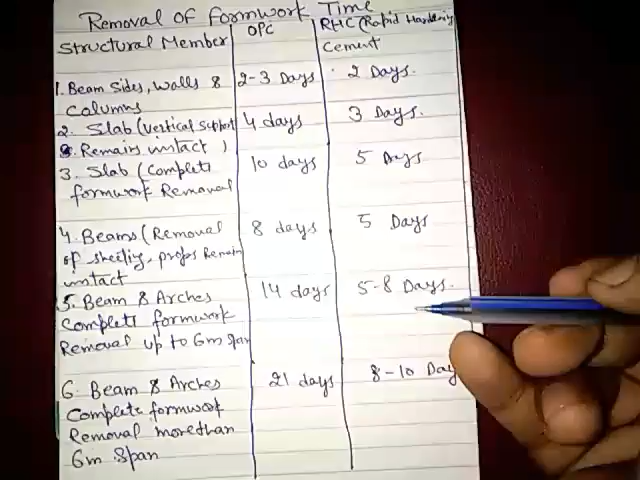 Removal of Formwork Time
Structural Member OPC RHC (Rapid Hardening
Cement
1. Beam Sides, Walls & 2-3 Days 2 Days.
Columns
2. Slab (Vertical Support 4 days 3 Days.
Remains intact )
3. Slab (Complete 10 days 5 Days
formwork Removal
4. Beams (Removal 8 days 5 Days
of sheeting, props Remain
intact
5. Beam & Arches 14 days 5-8 Days.
Complete formwork
Removal up to 6m span
6. Beam & Arches 21 days 8-10 Day
Complete formwork
Removal morethan
6m Span